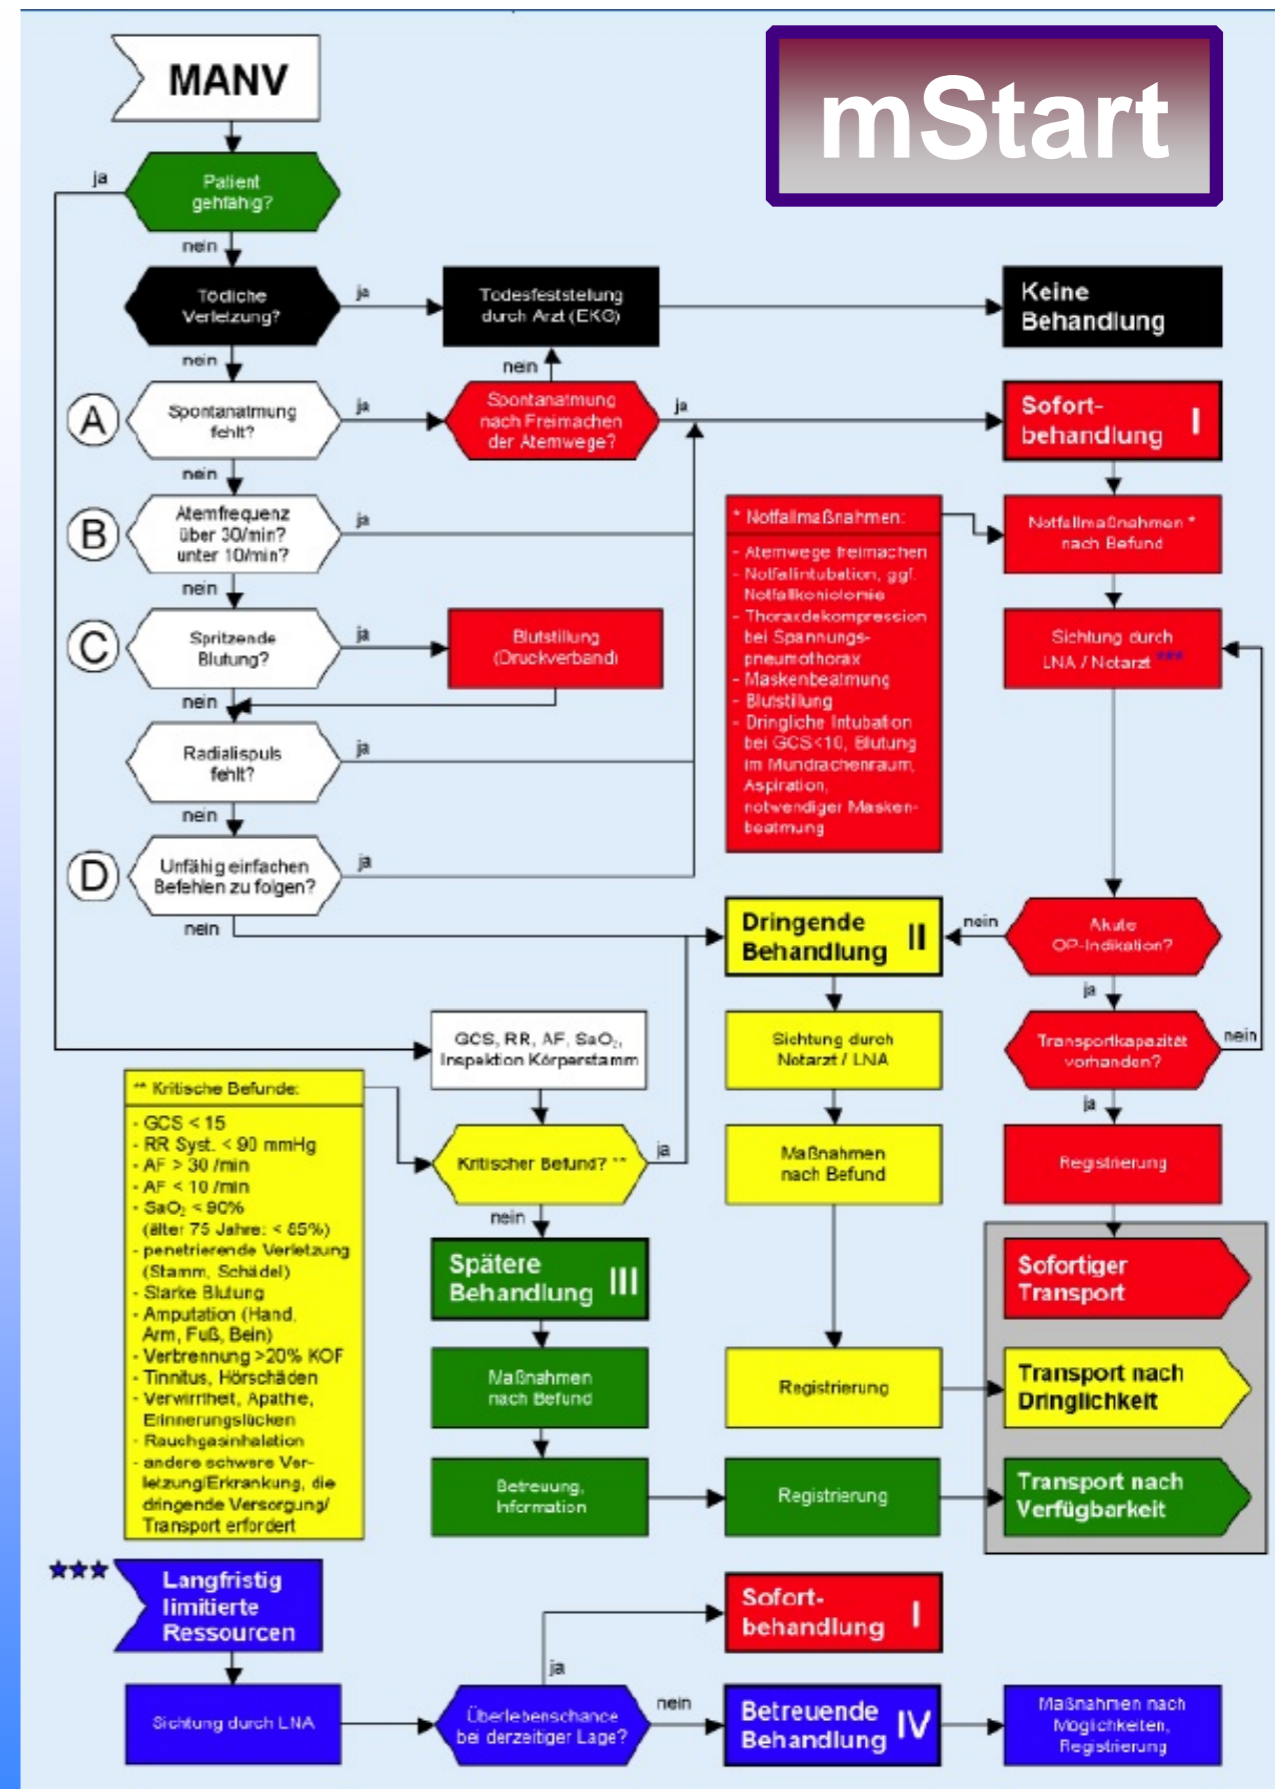 mStart
MANV
ja
Patient
gehfähig?
nein
Tödliche
Verletzung?
ja
Todesfeststellung
durch Arzt (EKG)
Keine
Behandlung
nein
nein
A
Spontanatmung
fehlt?
ja
Spontanatmung
nach Freimachen
der Atemwege?
ja
Sofort-
behandlung I
nein
B
Atemfrequenz
über 30/min?
unter 10/min?
ja
* Notfallmaßnahmen:
- Atemwege freimachen
- Notfallintubation, ggf.
Notfallkoniotomie
- Thoraxdekompression
bei Spannungs-
pneumothorax
- Maskenbeatmung
- Blutstillung
- Dringliche Intubation
bei GCS<10, Blutung
im Mundrachenraum,
Aspiration,
notwendiger Masken-
beatmung
Notfallmaßnahmen *
nach Befund
nein
C
Spritzende
Blutung?
ja
Blutstillung
(Druckverband)
Sichtung durch
LNA / Notarzt ***
nein
Radialispuls
fehlt?
ja
nein
D
Unfähig einfachen
Befehlen zu folgen?
ja
nein
Dringende
Behandlung II
nein
Akute
OP-Indikation?
ja
GCS, RR, AF, SaO₂,
Inspektion Körperstamm
Sichtung durch
Notarzt / LNA
Transportkapazität
vorhanden?
nein
ja
** Kritische Befunde:
- GCS < 15
- RR Syst. < 90 mmHg
- AF > 30 /min
- AF < 10 /min
- SaO₂ < 90%
(älter 75 Jahre: < 85%)
- penetrierende Verletzung
(Stamm, Schädel)
- Starke Blutung
- Amputation (Hand,
Arm, Fuß, Bein)
- Verbrennung >20% KOF
- Tinnitus, Hörschäden
- Verwirrtheit, Apathie,
Erinnerungslücken
- Rauchgasinhalation
- andere schwere Ver-
letzung/Erkrankung, die
dringende Versorgung/
Transport erfordert
Kritischer Befund? **
ja
Maßnahmen
nach Befund
Registrierung
nein
Spätere
Behandlung III
Sofortiger
Transport
Maßnahmen
nach Befund
Registrierung
Transport nach
Dringlichkeit
Betreuung,
Information
Registrierung
Transport nach
Verfügbarkeit
***
Langfristig
limitierte
Ressourcen
Sofort-
behandlung I
ja
Sichtung durch LNA
Überlebenschance
bei derzeitiger Lage?
nein
Betreuende
Behandlung IV
Maßnahmen nach
Möglichkeiten,
Registrierung